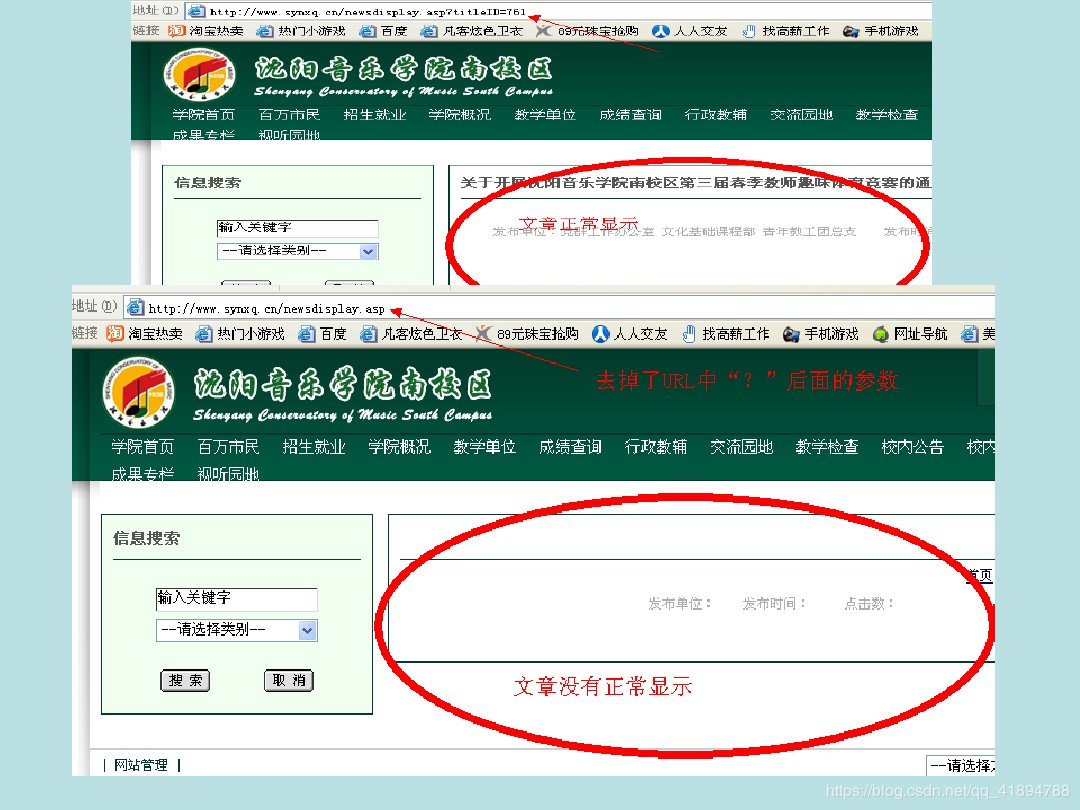 地址(D) http://www.synxq.cn/newsdisplay.asp?titleID=761
链接 淘宝热卖 热门小游戏 百度 凡客炫色卫衣 89元珠宝抢购 人人交友 找高薪工作 手机游戏
沈阳音乐学院南校区
Shenyang Conservatory of Music South Campus
学院首页 百万市民 招生就业 学院概况 教学单位 成绩查询 行政教辅 交流园地 教学检查
成果专栏 视听园地
信息搜索
关于开展沈阳音乐学院南校区第三届春季教师趣味体育竞赛的通
输入关键字
文章正常显示
发布单位：党群工作办公室 文化基础课程部 青年教工团总支 发布时
--请选择类别--
地址(D) http://www.synxq.cn/newsdisplay.asp
链接 淘宝热卖 热门小游戏 百度 凡客炫色卫衣 89元珠宝抢购 人人交友 找高薪工作 手机游戏 网址导航 美
去掉了URL中“？”后面的参数
沈阳音乐学院南校区
Shenyang Conservatory of Music South Campus
学院首页 百万市民 招生就业 学院概况 教学单位 成绩查询 行政教辅 交流园地 教学检查 校内公告 校内
成果专栏 视听园地
信息搜索
首页
输入关键字
发布单位： 发布时间： 点击数：
--请选择类别--
搜 索 取 消
文章没有正常显示
| 网站管理 |
--请选择
https://blog.csdn.net/qq_41894788